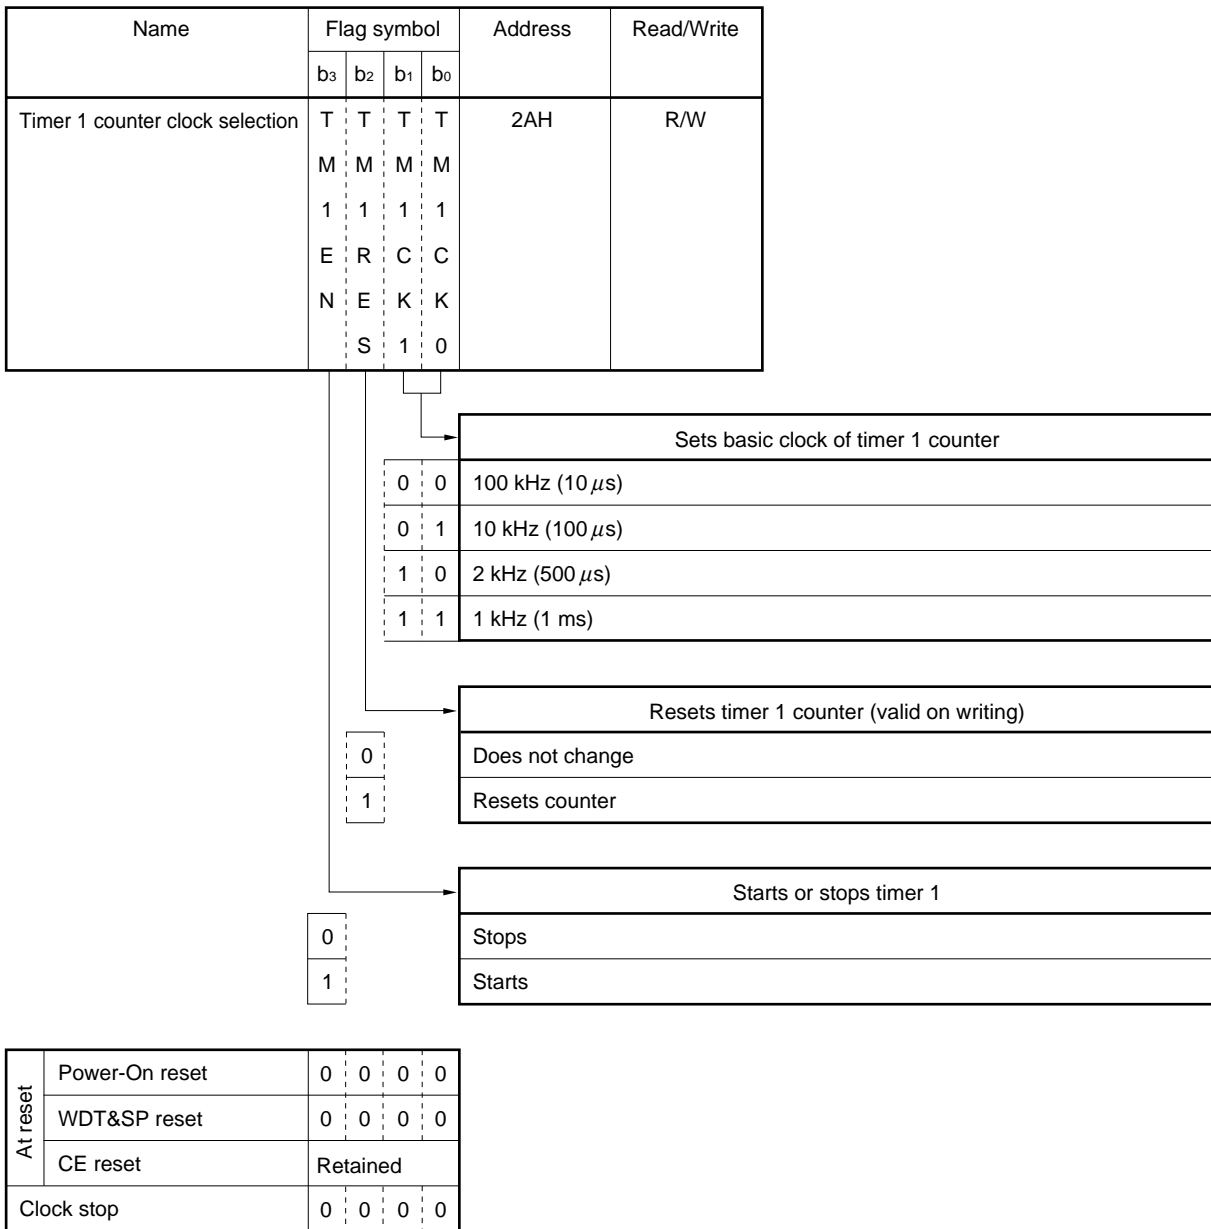 Name Flag symbol Address Read/Write
b3 b2 b1 b0
Timer 1 counter clock selection T T T T 2AH R/W
M M M M
1 1 1 1
E R C C
N E K K
S 1 0
Sets basic clock of timer 1 counter
0 0 100 kHz (10 μs)
0 1 10 kHz (100 μs)
1 0 2 kHz (500 μs)
1 1 1 kHz (1 ms)
Resets timer 1 counter (valid on writing)
0 Does not change
1 Resets counter
Starts or stops timer 1
0 Stops
1 Starts
At reset
Power-On reset 0 0 0 0
WDT&SP reset 0 0 0 0
CE reset Retained
Clock stop 0 0 0 0